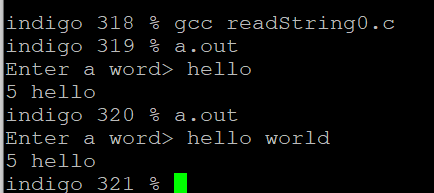 indigo 318 % gcc readString0.c
indigo 319 % a.out
Enter a word> hello
5 hello
indigo 320 % a.out
Enter a word> hello world
5 hello
indigo 321 %